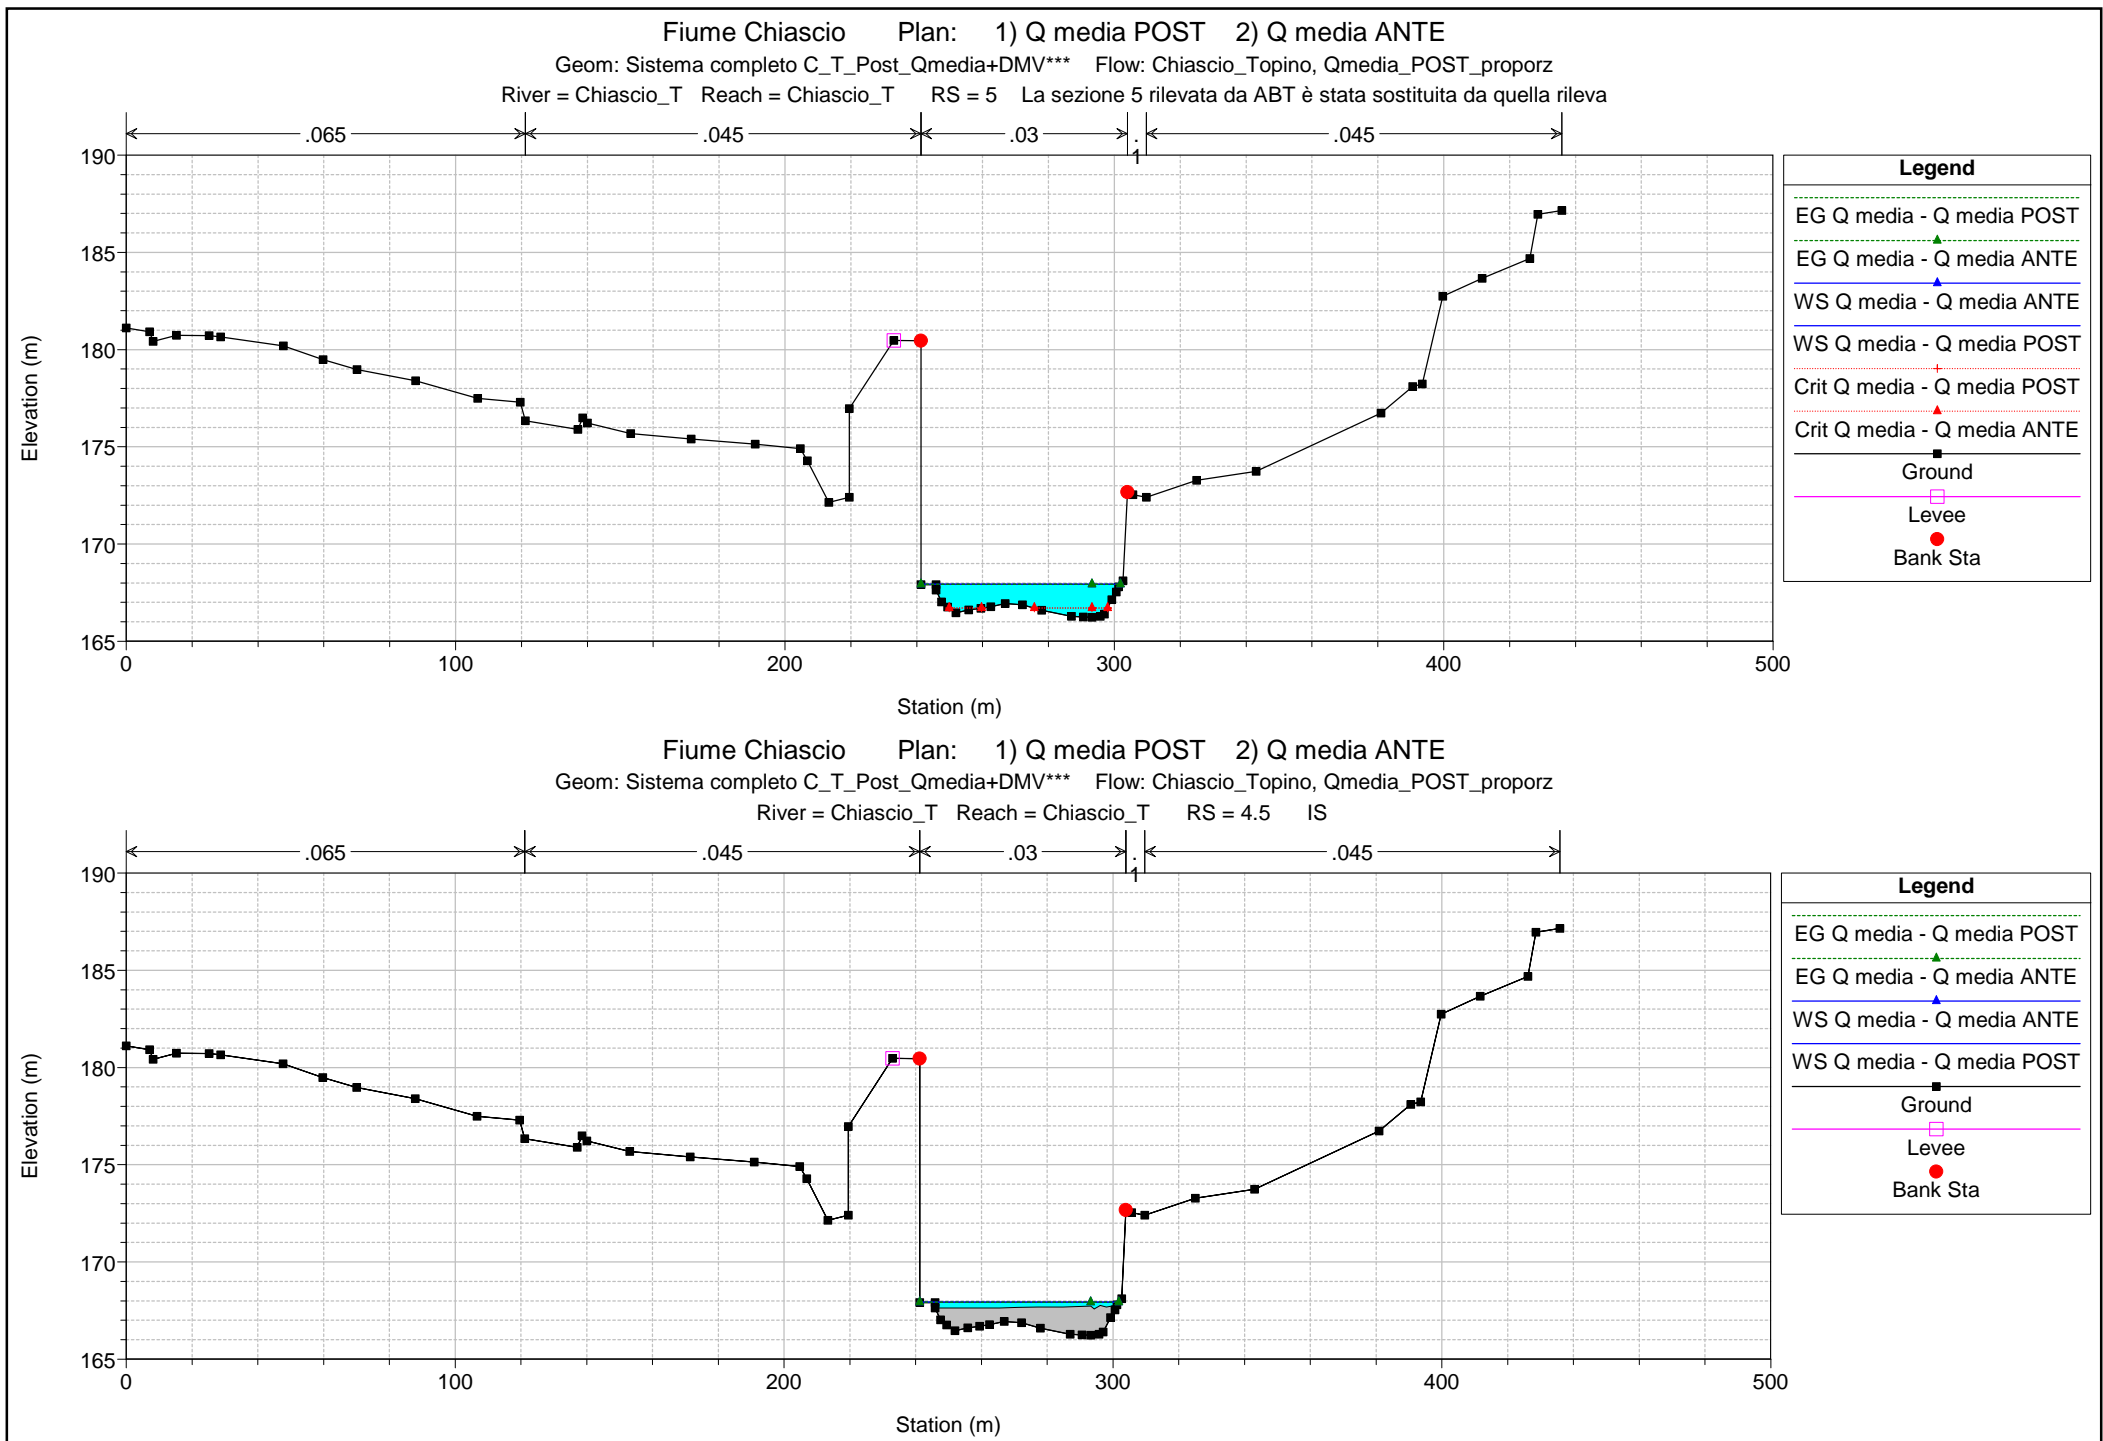 Fiume Chiascio Plan: 1) Q media POST 2) Q media ANTE
Geom: Sistema completo C_T_Post_Qmedia+DMV*** Flow: Chiascio_Topino, Qmedia_POST_proporz
River = Chiascio_T Reach = Chiascio_T RS = 5 La sezione 5 rilevata da ABT è stata sostituita da quella rileva
.065 .045 .03 .1 .045
190
185
180
175
170
165
Elevation (m)
0 100 200 300 400 500
Station (m)
Legend
EG Q media - Q media POST
EG Q media - Q media ANTE
WS Q media - Q media ANTE
WS Q media - Q media POST
Crit Q media - Q media POST
Crit Q media - Q media ANTE
Ground
Levee
Bank Sta
Fiume Chiascio Plan: 1) Q media POST 2) Q media ANTE
Geom: Sistema completo C_T_Post_Qmedia+DMV*** Flow: Chiascio_Topino, Qmedia_POST_proporz
River = Chiascio_T Reach = Chiascio_T RS = 4.5 IS
.065 .045 .03 .1 .045
190
185
180
175
170
165
Elevation (m)
0 100 200 300 400 500
Station (m)
Legend
EG Q media - Q media POST
EG Q media - Q media ANTE
WS Q media - Q media ANTE
WS Q media - Q media POST
Ground
Levee
Bank Sta